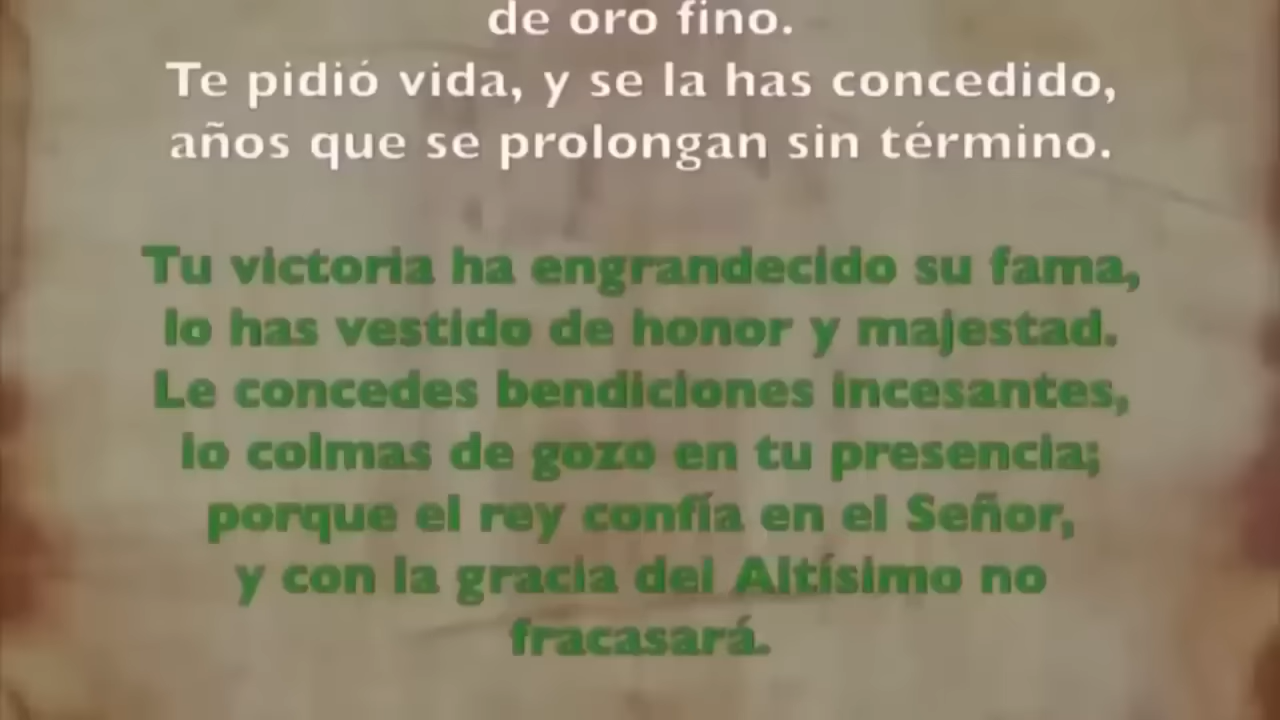 de oro fino.
Te pidió vida, y se la has concedido,
años que se prolongan sin término.
Tu victoria ha engrandecido su fama,
lo has vestido de honor y majestad.
Le concedes bendiciones incesantes,
lo colmas de gozo en tu presencia;
porque el rey confía en el Señor,
y con la gracia del Altísimo no
fracasará.